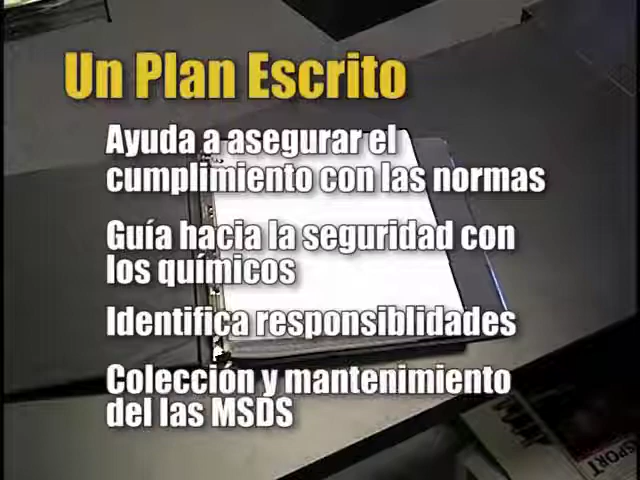 Un Plan Escrito
Ayuda a asegurar el
cumplimiento con las normas
Guía hacia la seguridad con
los químicos
Identifica responsiblidades
Colección y mantenimiento
del las MSDS